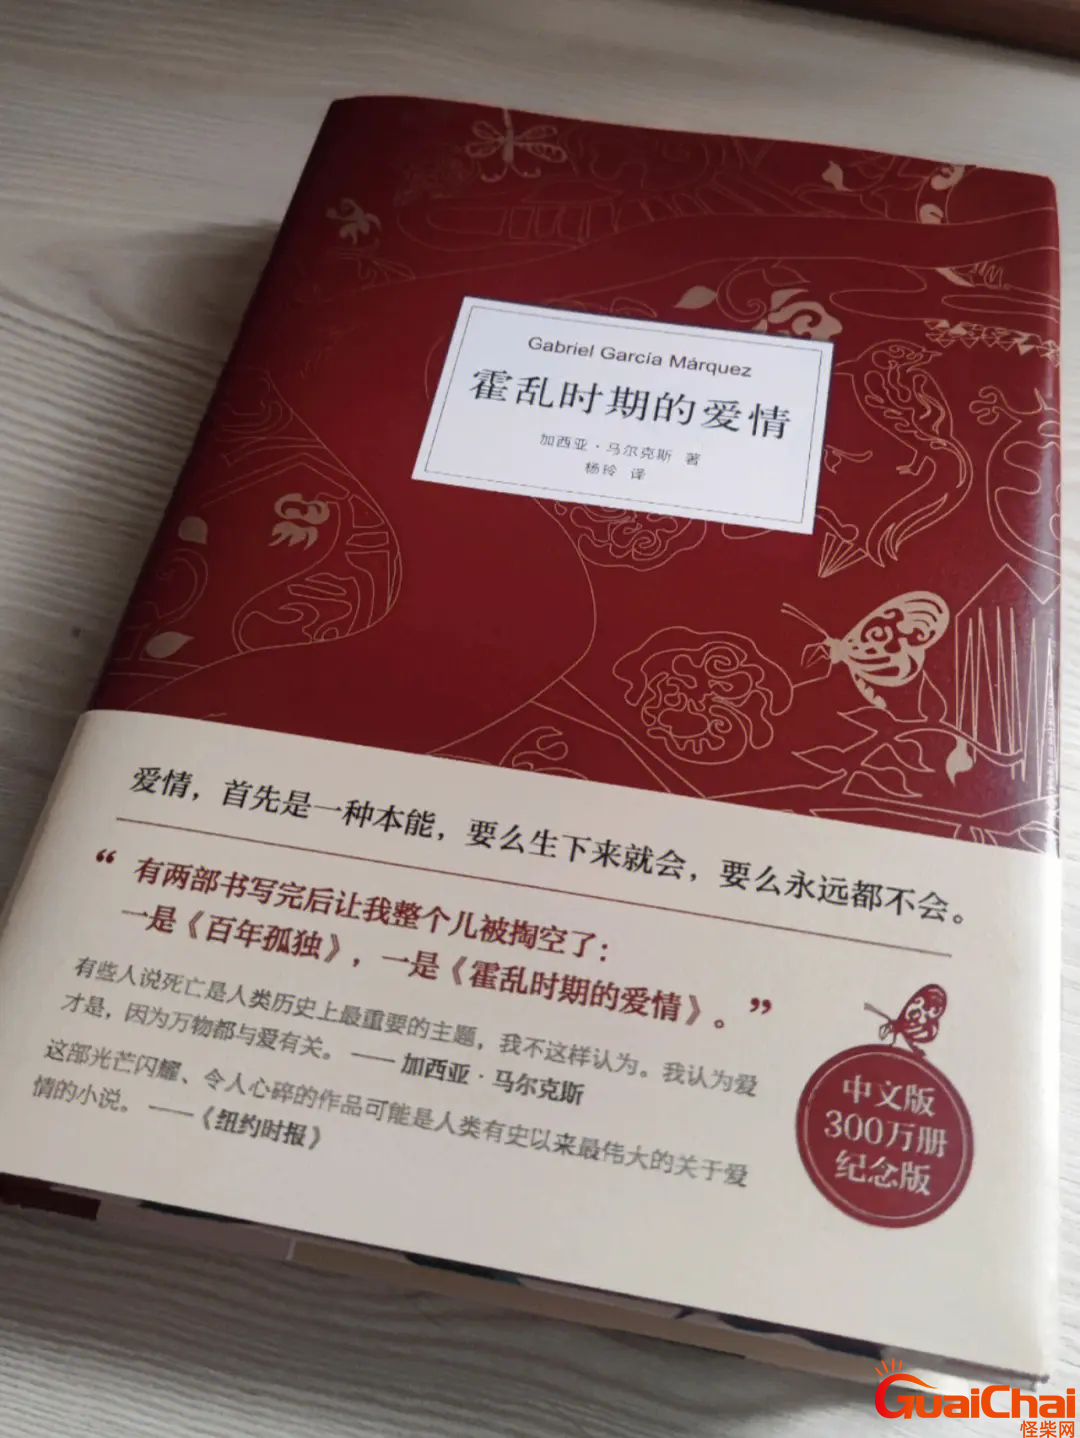 Gabriel García Márquez
霍乱时期的爱情
加西亚·马尔克斯 著
杨玲 译
爱情，首先是一种本能，要么生下来就会，要么永远都不会。
“有两部书写完后让我整个儿被掏空了：
一是《百年孤独》，一是《霍乱时期的爱情》。”
有些人说死亡是人类历史上最重要的主题，我不这样认为。我认为爱
才是，因为万物都与爱有关。——加西亚·马尔克斯
这部光芒闪耀、令人心碎的作品可能是人类有史以来最伟大的关于爱
情的小说。——《纽约时报》
中文版
300万册
纪念版
GuaiChai
怪柴网